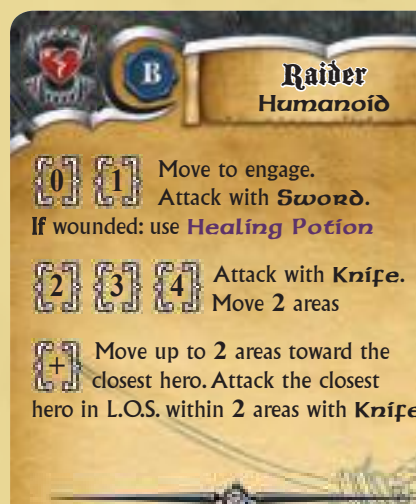 B
Raider
Humanoid
0 1 Move to engage.
Attack with Sword.
If wounded: use Healing Potion
2 3 4 Attack with Knife.
Move 2 areas
+ Move up to 2 areas toward the
closest hero. Attack the closest
hero in L.O.S. within 2 areas with Knife